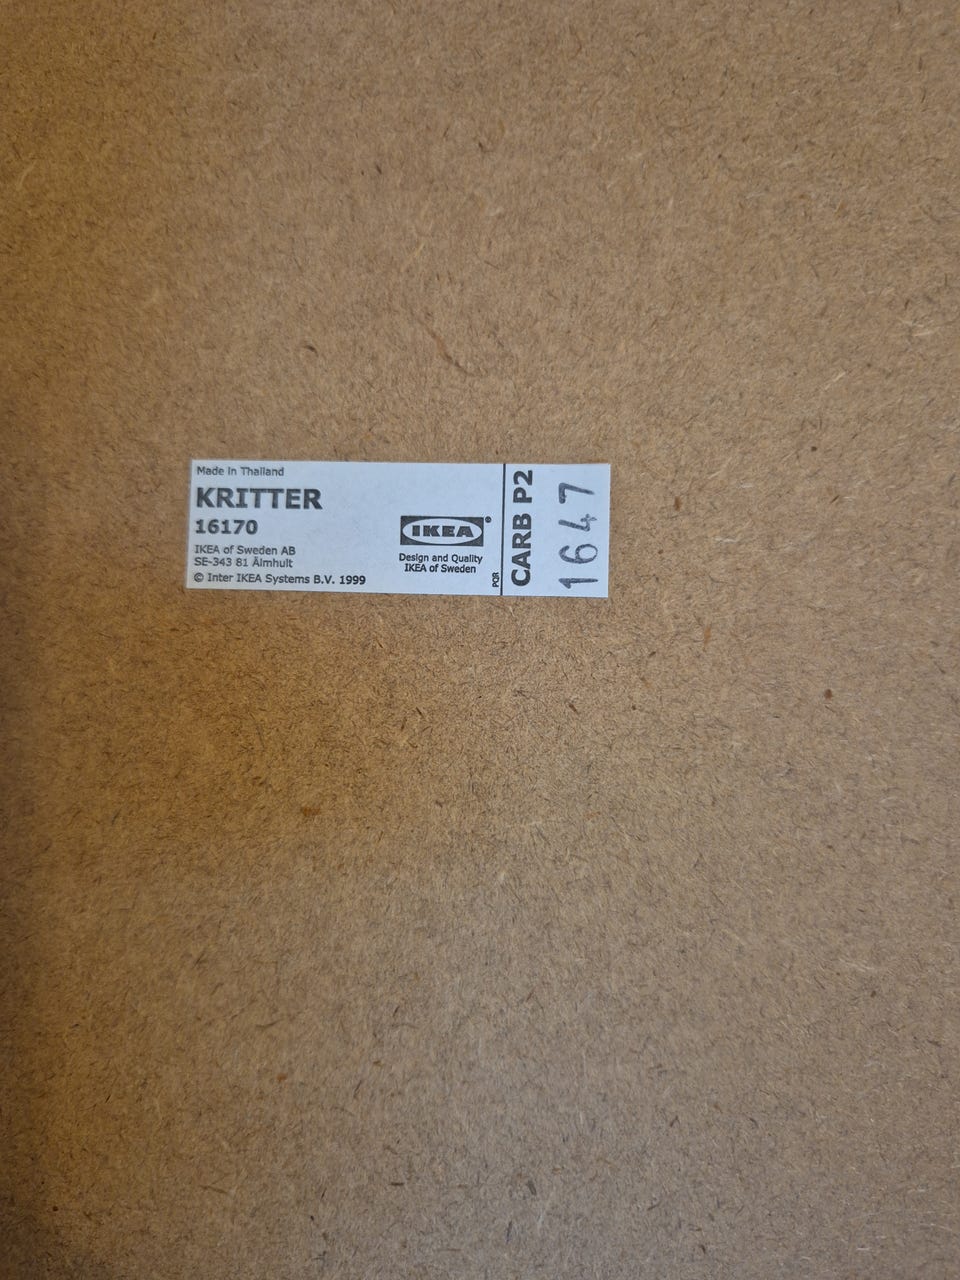 Made in Thailand
KRITTER
16170
IKEA of Sweden AB
SE-343 81 Älmhult
© Inter IKEA Systems B.V. 1999
IKEA®
Design and Quality
IKEA of Sweden
PQR
CARB P2
1647